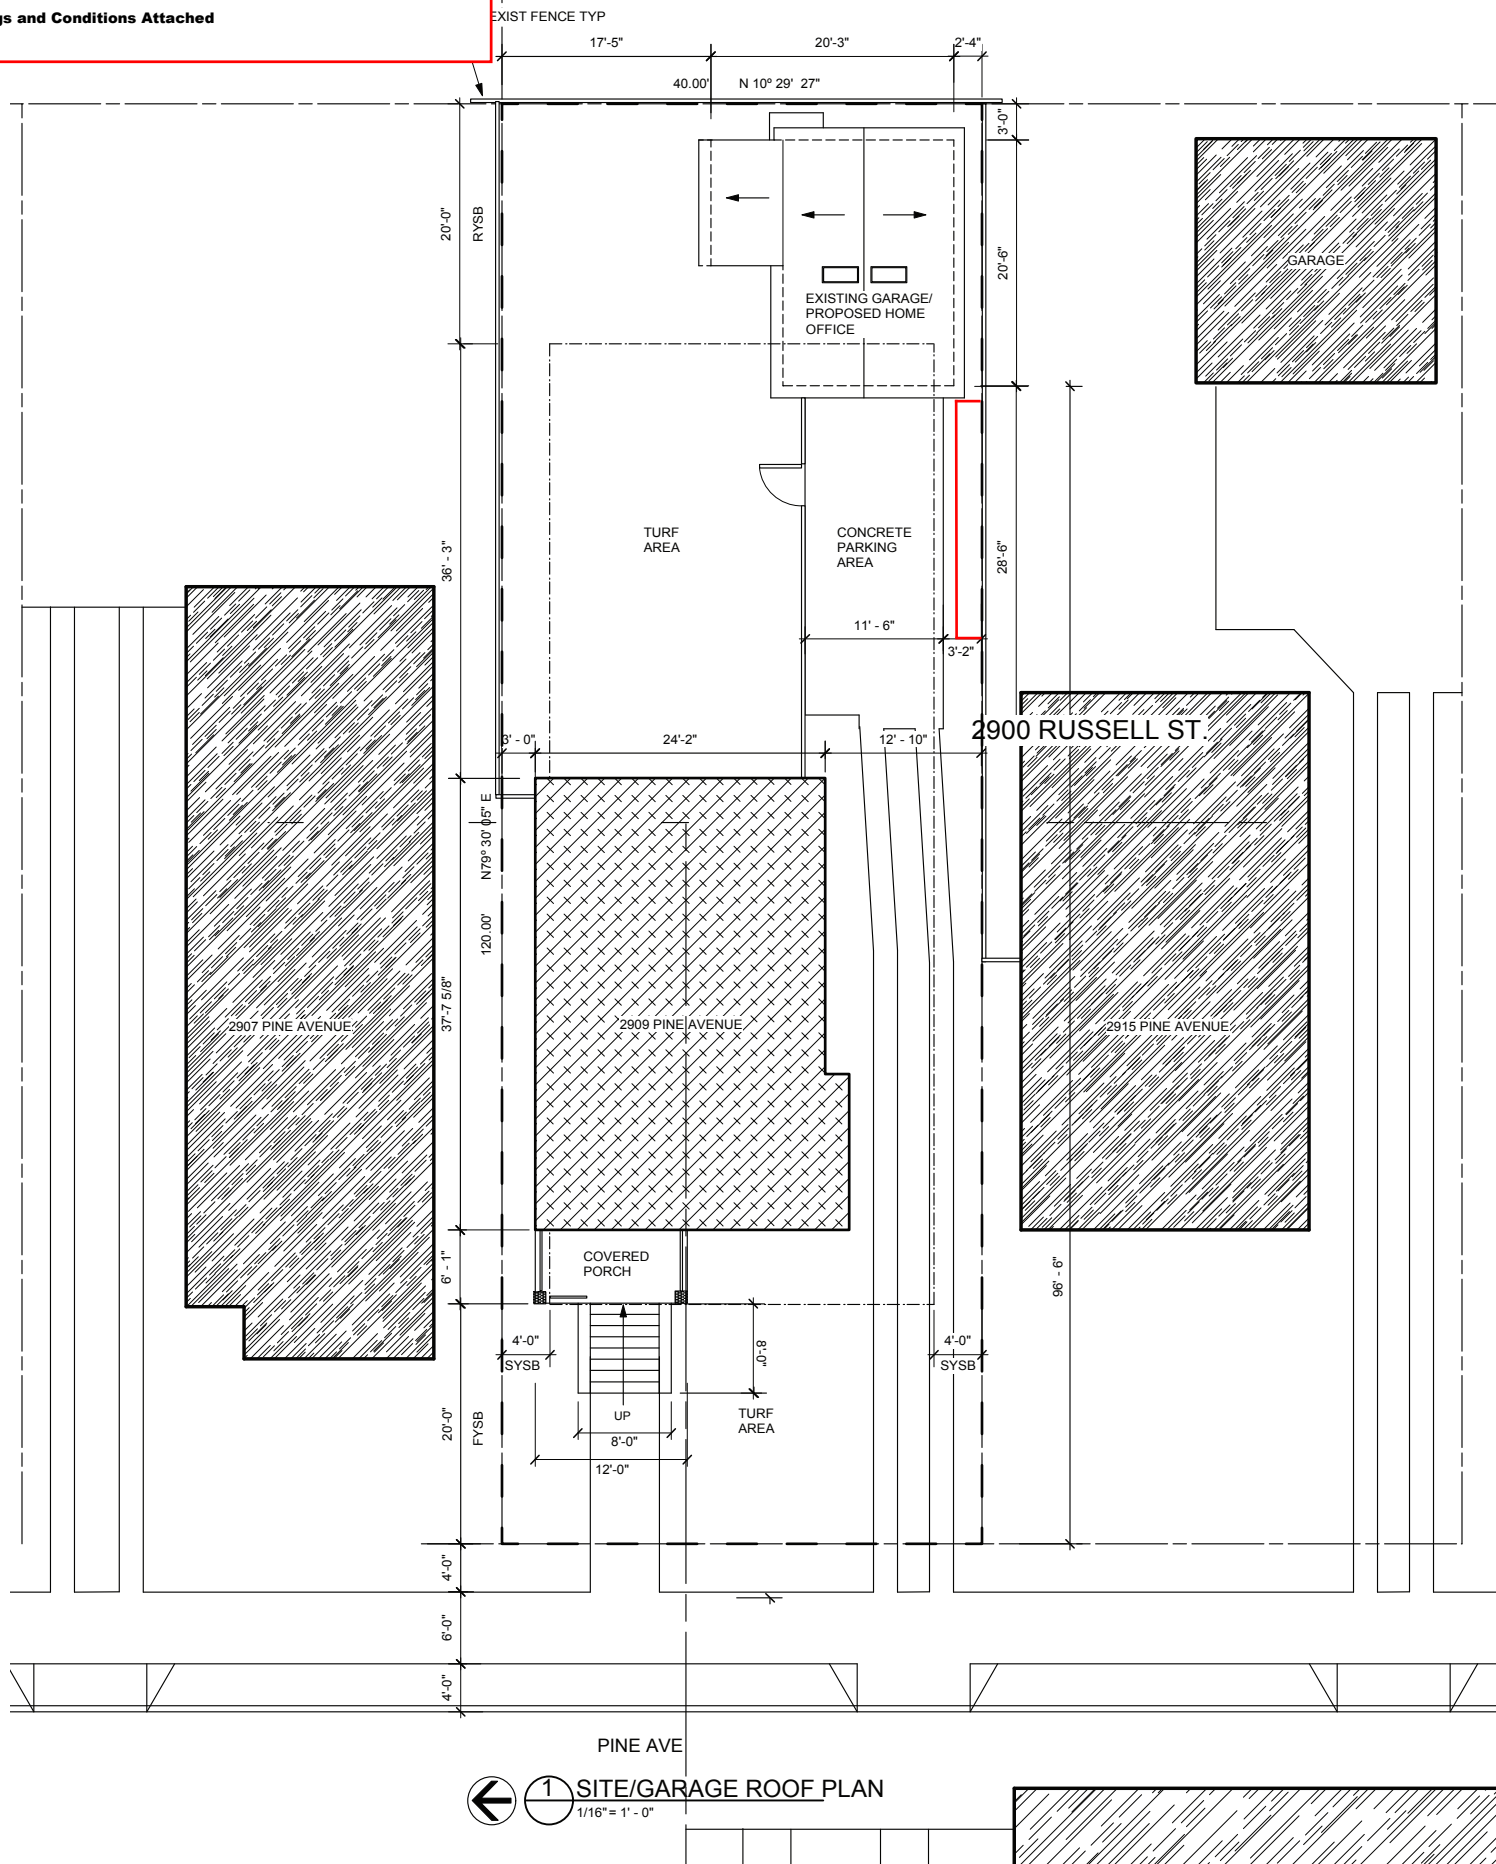 gs and Conditions Attached
EXIST FENCE TYP
17'-5"
20'-3"
2'-4"
40.00'
N 10º 29' 27"
3'-0"
20'-0"
RYSB
20'-6"
GARAGE
EXISTING GARAGE/
PROPOSED HOME
OFFICE
36' - 3"
TURF
AREA
CONCRETE
PARKING
AREA
28'-6"
11' - 6"
3'-2"
2900 RUSSELL ST.
3' - 0"
24'-2"
12' - 10"
N79º 30' 05" E
120.00'
37'-7 5/8"
2907 PINE AVENUE
2909 PINE AVENUE
2915 PINE AVENUE
6' - 1"
COVERED
PORCH
96' - 6"
4'-0"
SYSB
8'-0"
4'-0"
SYSB
20'-0"
FYSB
UP
TURF
AREA
8'-0"
12'-0"
4'-0"
6'-0"
4'-0"
PINE AVE
1
SITE/GARAGE ROOF PLAN
1/16" = 1' - 0"